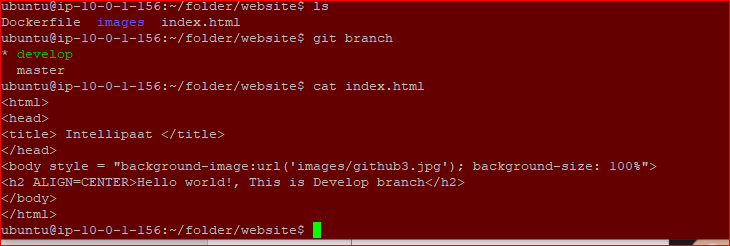 ubuntu@ip-10-0-1-156:~/folder/website$ ls
Dockerfile  images  index.html
ubuntu@ip-10-0-1-156:~/folder/website$ git branch
* develop
  master
ubuntu@ip-10-0-1-156:~/folder/website$ cat index.html
<html>
<head>
<title> Intellipaat </title>
</head>
<body style = "background-image:url('images/github3.jpg'); background-size: 100%">
<h2 ALIGN=CENTER>Hello world!, This is Develop branch</h2>
</body>
</html>
ubuntu@ip-10-0-1-156:~/folder/website$